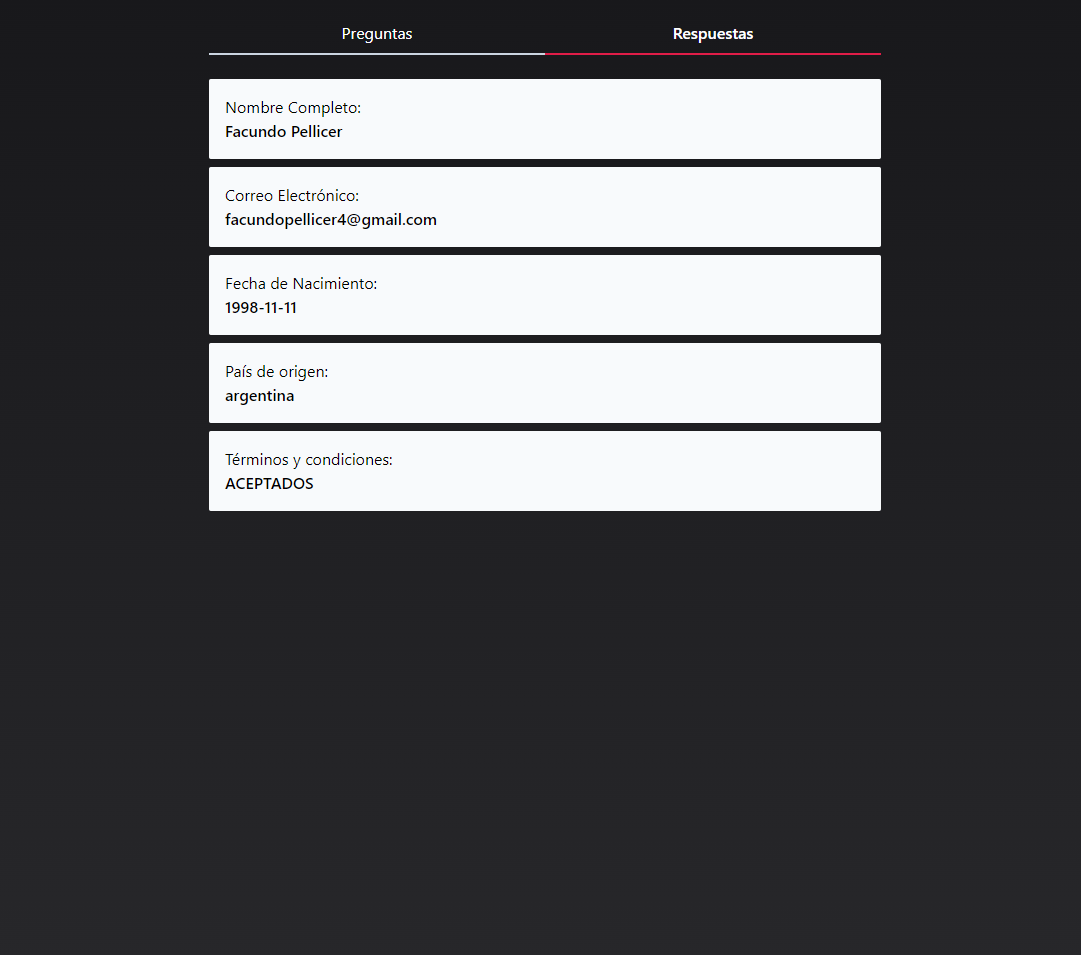 Preguntas
Respuestas
Nombre Completo:
Facundo Pellicer
Correo Electrónico:
facundopellicer4@gmail.com
Fecha de Nacimiento:
1998-11-11
País de origen:
argentina
Términos y condiciones:
ACEPTADOS